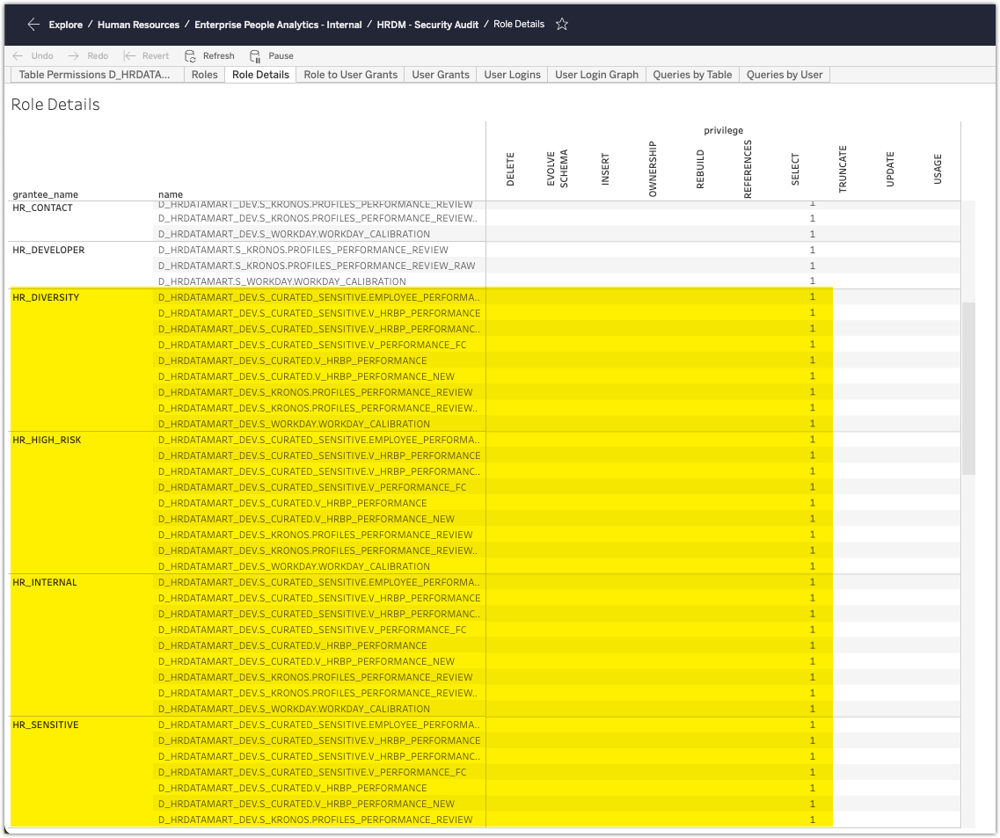 Explore / Human Resources / Enterprise People Analytics - Internal / HRDM - Security Audit / Role Details
Undo Redo Revert Refresh Pause
Table Permissions D_HRDATA... Roles Role Details Role to User Grants User Grants User Logins User Login Graph Queries by Table Queries by User
Role Details
privilege
grantee_name name DELETE EVOLVE SCHEMA INSERT OWNERSHIP REBUILD REFERENCES SELECT TRUNCATE UPDATE USAGE
HR_CONTACT D_HRDATAMART_DEV.S_KRONOS.PROFILES_PERFORMANCE_REVIEW 1
D_HRDATAMART_DEV.S_KRONOS.PROFILES_PERFORMANCE_REVIEW.. 1
D_HRDATAMART_DEV.S_WORKDAY.WORKDAY_CALIBRATION 1
HR_DEVELOPER D_HRDATAMART.S_KRONOS.PROFILES_PERFORMANCE_REVIEW 1
D_HRDATAMART.S_KRONOS.PROFILES_PERFORMANCE_REVIEW_RAW 1
D_HRDATAMART.S_WORKDAY.WORKDAY_CALIBRATION 1
HR_DIVERSITY D_HRDATAMART_DEV.S_CURATED_SENSITIVE.EMPLOYEE_PERFORMA.. 1
D_HRDATAMART_DEV.S_CURATED_SENSITIVE.V_HRBP_PERFORMANCE 1
D_HRDATAMART_DEV.S_CURATED_SENSITIVE.V_HRBP_PERFORMANC.. 1
D_HRDATAMART_DEV.S_CURATED_SENSITIVE.V_PERFORMANCE_FC 1
D_HRDATAMART_DEV.S_CURATED.V_HRBP_PERFORMANCE 1
D_HRDATAMART_DEV.S_CURATED.V_HRBP_PERFORMANCE_NEW 1
D_HRDATAMART_DEV.S_KRONOS.PROFILES_PERFORMANCE_REVIEW 1
D_HRDATAMART_DEV.S_KRONOS.PROFILES_PERFORMANCE_REVIEW.. 1
D_HRDATAMART_DEV.S_WORKDAY.WORKDAY_CALIBRATION 1
HR_HIGH_RISK D_HRDATAMART_DEV.S_CURATED_SENSITIVE.EMPLOYEE_PERFORMA.. 1
D_HRDATAMART_DEV.S_CURATED_SENSITIVE.V_HRBP_PERFORMANCE 1
D_HRDATAMART_DEV.S_CURATED_SENSITIVE.V_HRBP_PERFORMANC.. 1
D_HRDATAMART_DEV.S_CURATED_SENSITIVE.V_PERFORMANCE_FC 1
D_HRDATAMART_DEV.S_CURATED.V_HRBP_PERFORMANCE 1
D_HRDATAMART_DEV.S_CURATED.V_HRBP_PERFORMANCE_NEW 1
D_HRDATAMART_DEV.S_KRONOS.PROFILES_PERFORMANCE_REVIEW 1
D_HRDATAMART_DEV.S_KRONOS.PROFILES_PERFORMANCE_REVIEW.. 1
D_HRDATAMART_DEV.S_WORKDAY.WORKDAY_CALIBRATION 1
HR_INTERNAL D_HRDATAMART_DEV.S_CURATED_SENSITIVE.EMPLOYEE_PERFORMA.. 1
D_HRDATAMART_DEV.S_CURATED_SENSITIVE.V_HRBP_PERFORMANCE 1
D_HRDATAMART_DEV.S_CURATED_SENSITIVE.V_HRBP_PERFORMANC.. 1
D_HRDATAMART_DEV.S_CURATED_SENSITIVE.V_PERFORMANCE_FC 1
D_HRDATAMART_DEV.S_CURATED.V_HRBP_PERFORMANCE 1
D_HRDATAMART_DEV.S_CURATED.V_HRBP_PERFORMANCE_NEW 1
D_HRDATAMART_DEV.S_KRONOS.PROFILES_PERFORMANCE_REVIEW 1
D_HRDATAMART_DEV.S_KRONOS.PROFILES_PERFORMANCE_REVIEW.. 1
D_HRDATAMART_DEV.S_WORKDAY.WORKDAY_CALIBRATION 1
HR_SENSITIVE D_HRDATAMART_DEV.S_CURATED_SENSITIVE.EMPLOYEE_PERFORMA.. 1
D_HRDATAMART_DEV.S_CURATED_SENSITIVE.V_HRBP_PERFORMANCE 1
D_HRDATAMART_DEV.S_CURATED_SENSITIVE.V_HRBP_PERFORMANC.. 1
D_HRDATAMART_DEV.S_CURATED_SENSITIVE.V_PERFORMANCE_FC 1
D_HRDATAMART_DEV.S_CURATED.V_HRBP_PERFORMANCE 1
D_HRDATAMART_DEV.S_CURATED.V_HRBP_PERFORMANCE_NEW 1
D_HRDATAMART_DEV.S_KRONOS.PROFILES_PERFORMANCE_REVIEW 1